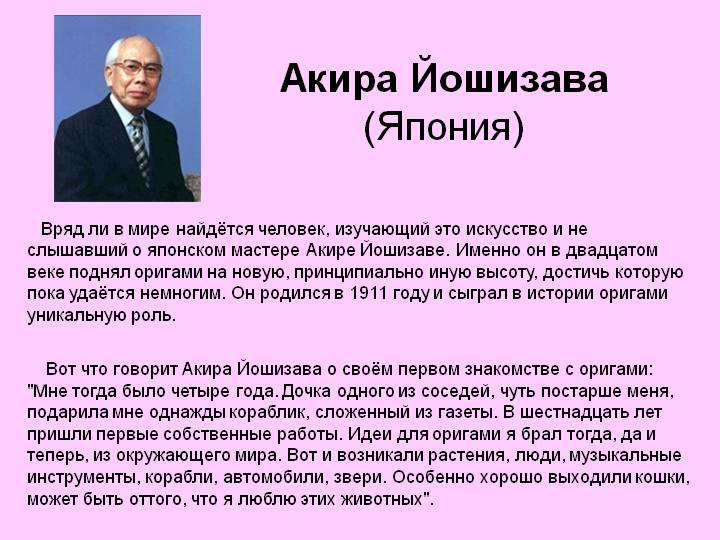 Акира Йошизава
(Япония)
Вряд ли в мире найдётся человек, изучающий это искусство и не
слышавший о японском мастере Акире Йошизаве. Именно он в двадцатом
веке поднял оригами на новую, принципиально иную высоту, достичь которую
пока удаётся немногим. Он родился в 1911 году и сыграл в истории оригами
уникальную роль.
Вот что говорит Акира Йошизава о своём первом знакомстве с оригами:
"Мне тогда было четыре года. Дочка одного из соседей, чуть постарше меня,
подарила мне однажды кораблик, сложенный из газеты. В шестнадцать лет
пришли первые собственные работы. Идеи для оригами я брал тогда, да и
теперь, из окружающего мира. Вот и возникали растения, люди, музыкальные
инструменты, корабли, автомобили, звери. Особенно хорошо выходили кошки,
может быть оттого, что я люблю этих животных".